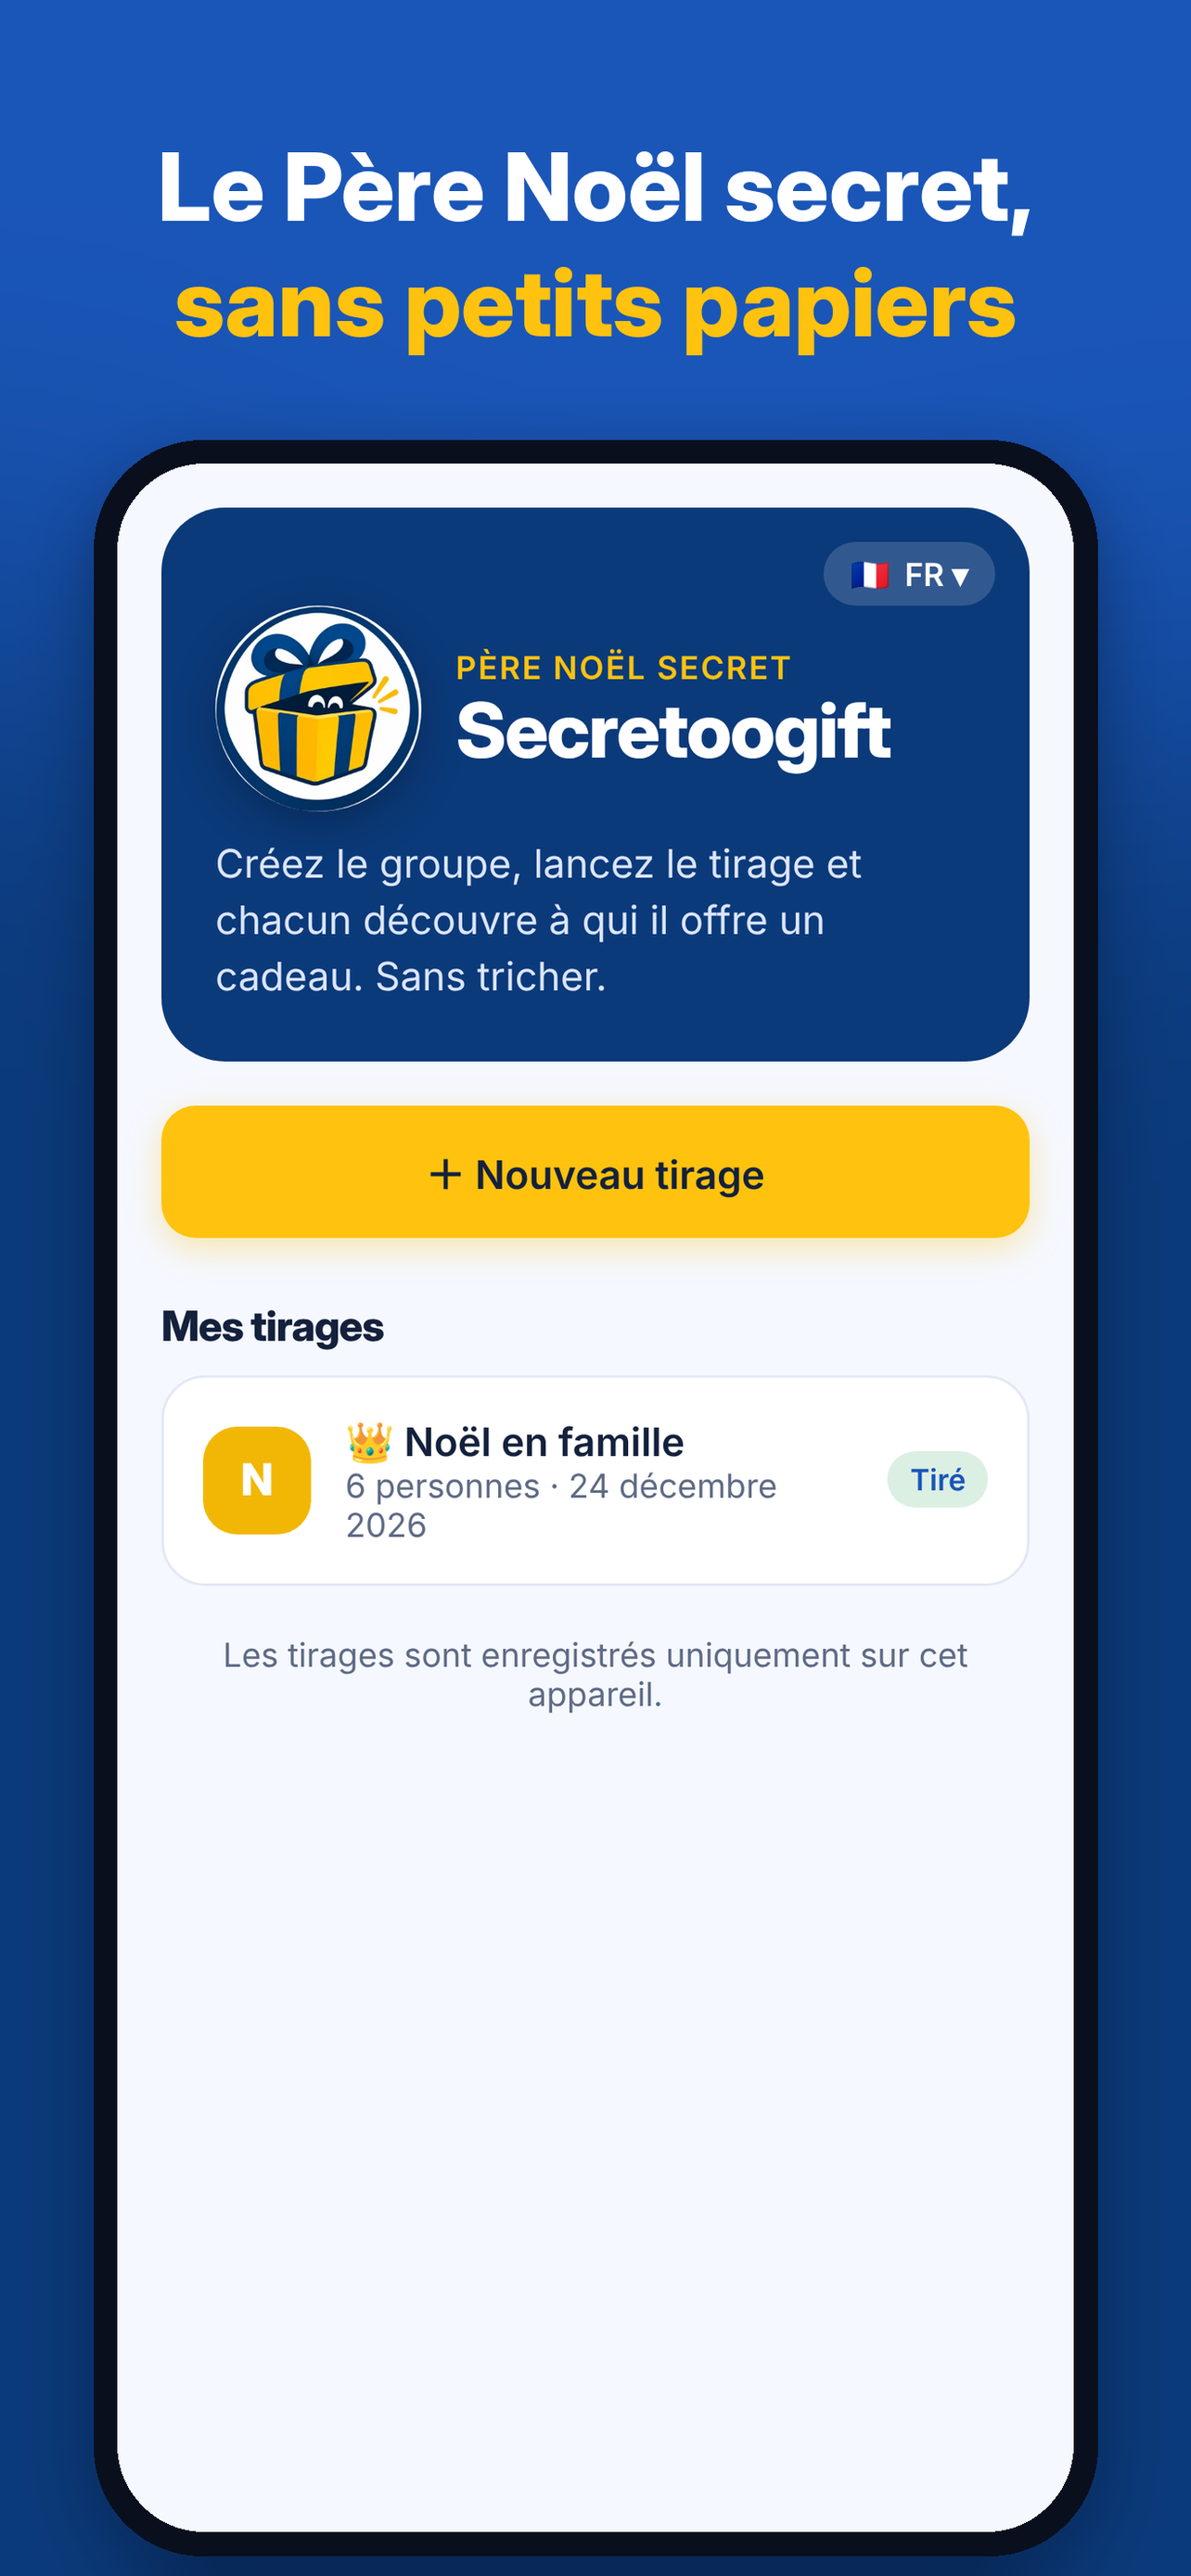 Le Père Noël secret,
sans petits papiers
🇫🇷 FR ▾
PÈRE NOËL SECRET
Secretoogift
Créez le groupe, lancez le tirage et
chacun découvre à qui il offre un
cadeau. Sans tricher.
+ Nouveau tirage
Mes tirages
N
👑 Noël en famille
6 personnes · 24 décembre
2026
Tiré
Les tirages sont enregistrés uniquement sur cet
appareil.